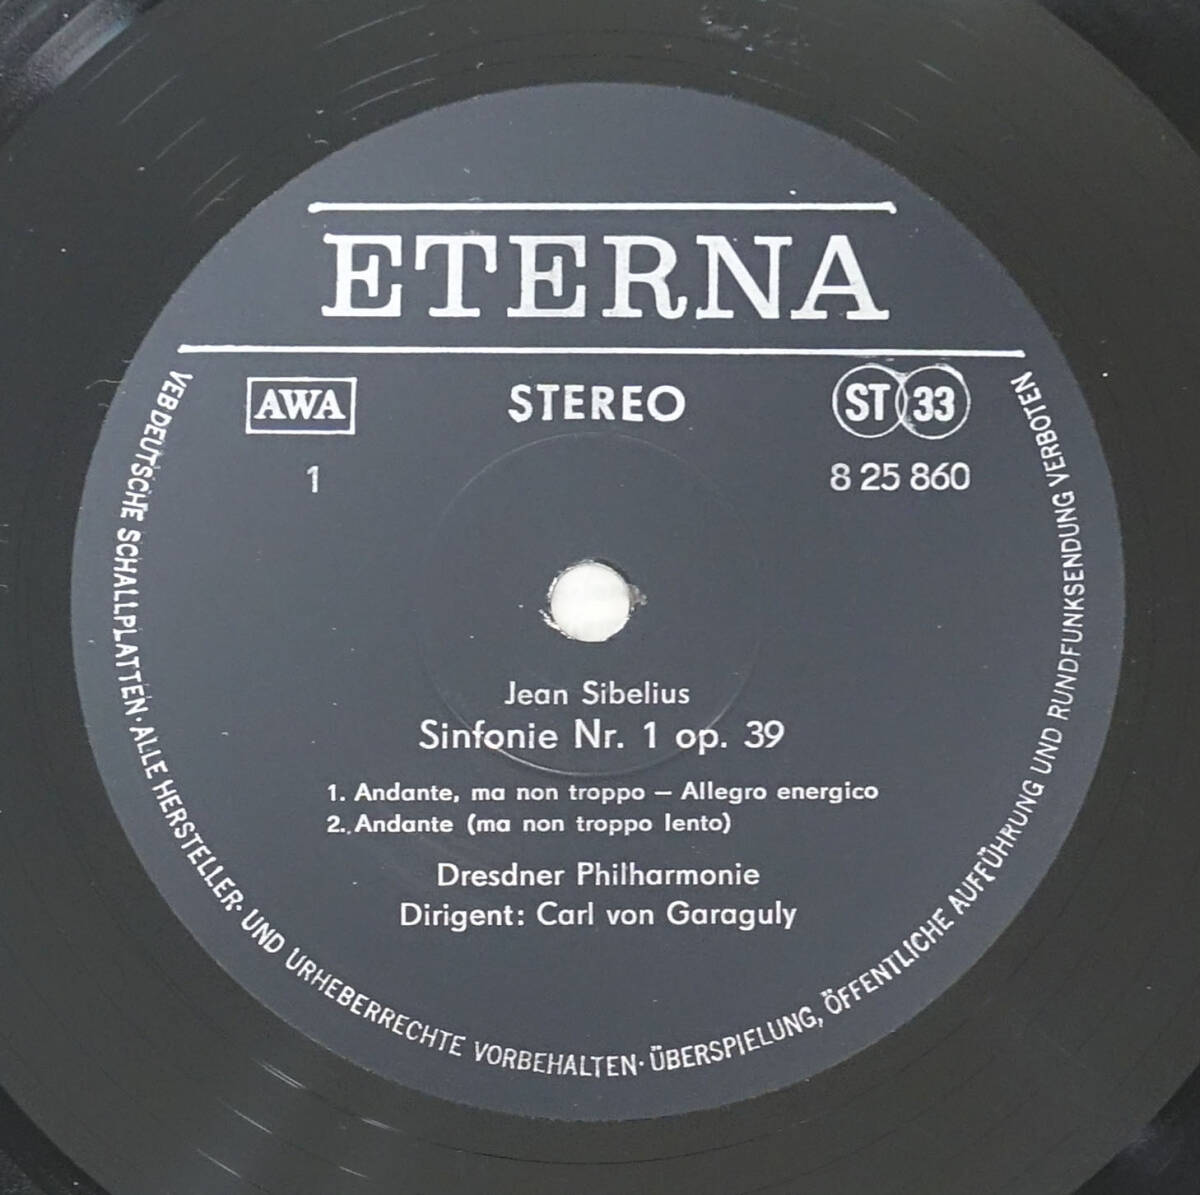 ETERNA
AWA STEREO ST 33
1 8 25 860
Jean Sibelius
Sinfonie Nr. 1 op. 39
1. Andante, ma non troppo – Allegro energico
2. Andante (ma non troppo lento)
Dresdner Philharmonie
Dirigent: Carl von Garaguly
VEB DEUTSCHE SCHALLPLATTEN · ALLE HERSTELLER- UND URHEBERRECHTE VORBEHALTEN · ÜBERSPIELUNG, ÖFFENTLICHE AUFFÜHRUNG UND RUNDFUNKSENDUNG VERBOTEN